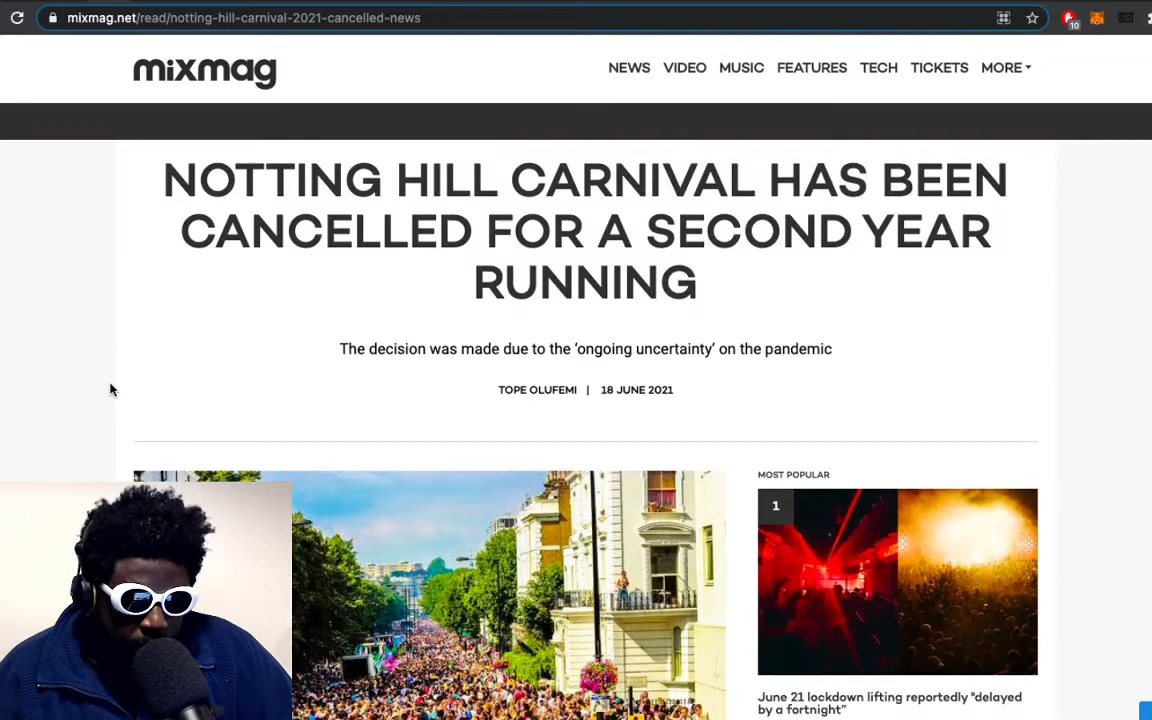 mixmag.net/read/notting-hill-carnival-2021-cancelled-news
10
mixmag
NEWS VIDEO MUSIC FEATURES TECH TICKETS MORE
NOTTING HILL CARNIVAL HAS BEEN
CANCELLED FOR A SECOND YEAR
RUNNING
The decision was made due to the ‘ongoing uncertainty’ on the pandemic
TOPE OLUFEMI | 18 JUNE 2021
MOST POPULAR
1
June 21 lockdown lifting reportedly "delayed
by a fortnight”